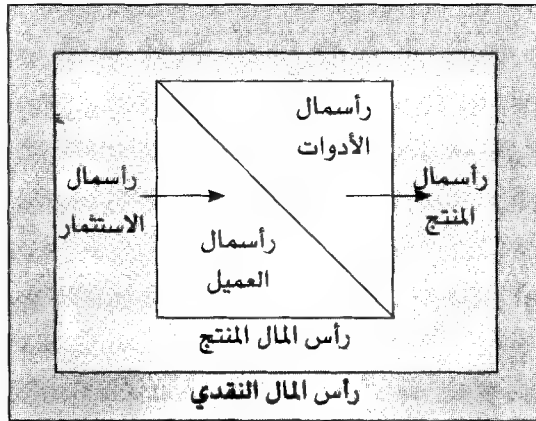 رأسمال
الأدوات
رأسمال
المنتج
رأسمال
الاستثمار
رأسمال
العميل
رأس المال المنتج
رأس المال النقدي